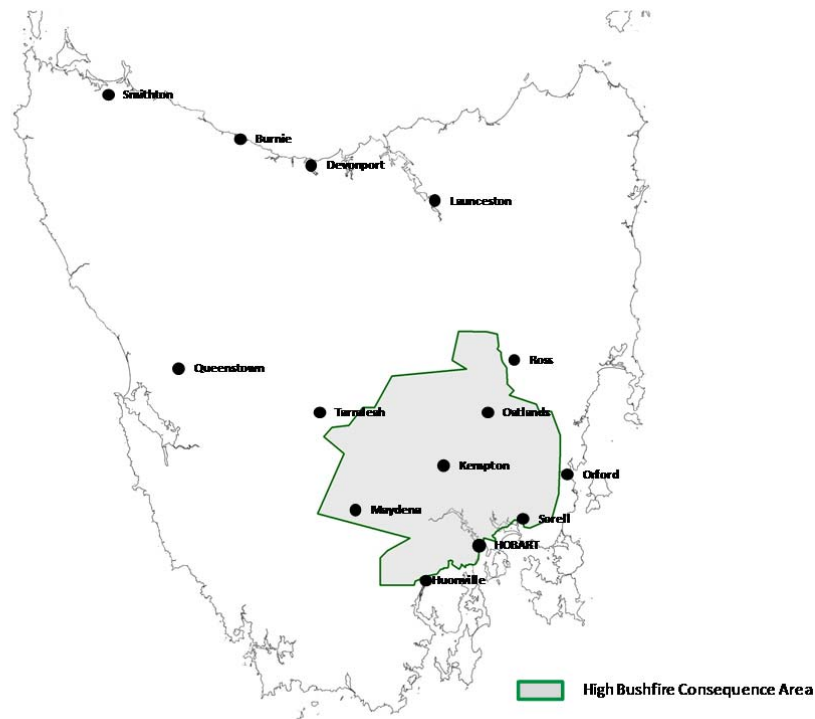 Smithton
Burnie
Devonport
Launceston
Ross
Queenstown
Tarraleah
Oatlands
Kempton
Orford
Maydena
Sorell
HOBART
Huonville
High Bushfire Consequence Area